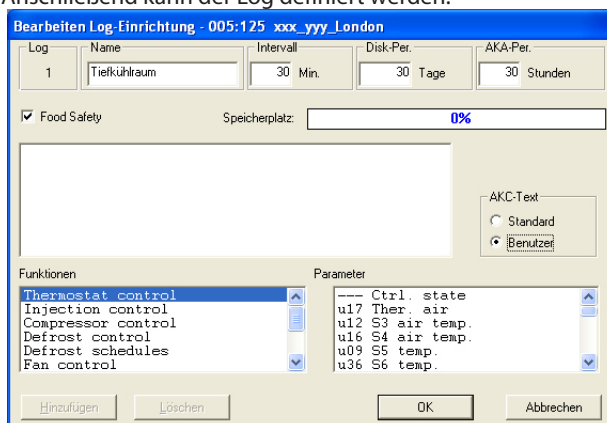 Anschließend kann der Log definiert werden.
Bearbeiten Log-Einrichtung - 005:125 xxx_yyy_London
Log Name Intervall Disk-Per. AKA-Per.
1 Tiefkühlraum 30 Min. 30 Tage 30 Stunden
Food Safety Speicherplatz: 0%
AKC-Text
Standard
Benutzer
Funktionen Parameter
Thermostat control --- Ctrl. state
Injection control u17 Ther. air
Compressor control u12 S3 air temp.
Defrost control u16 S4 air temp.
Defrost schedules u09 S5 temp.
Fan control u36 S6 temp.
Hinzufügen Löschen OK Abbrechen